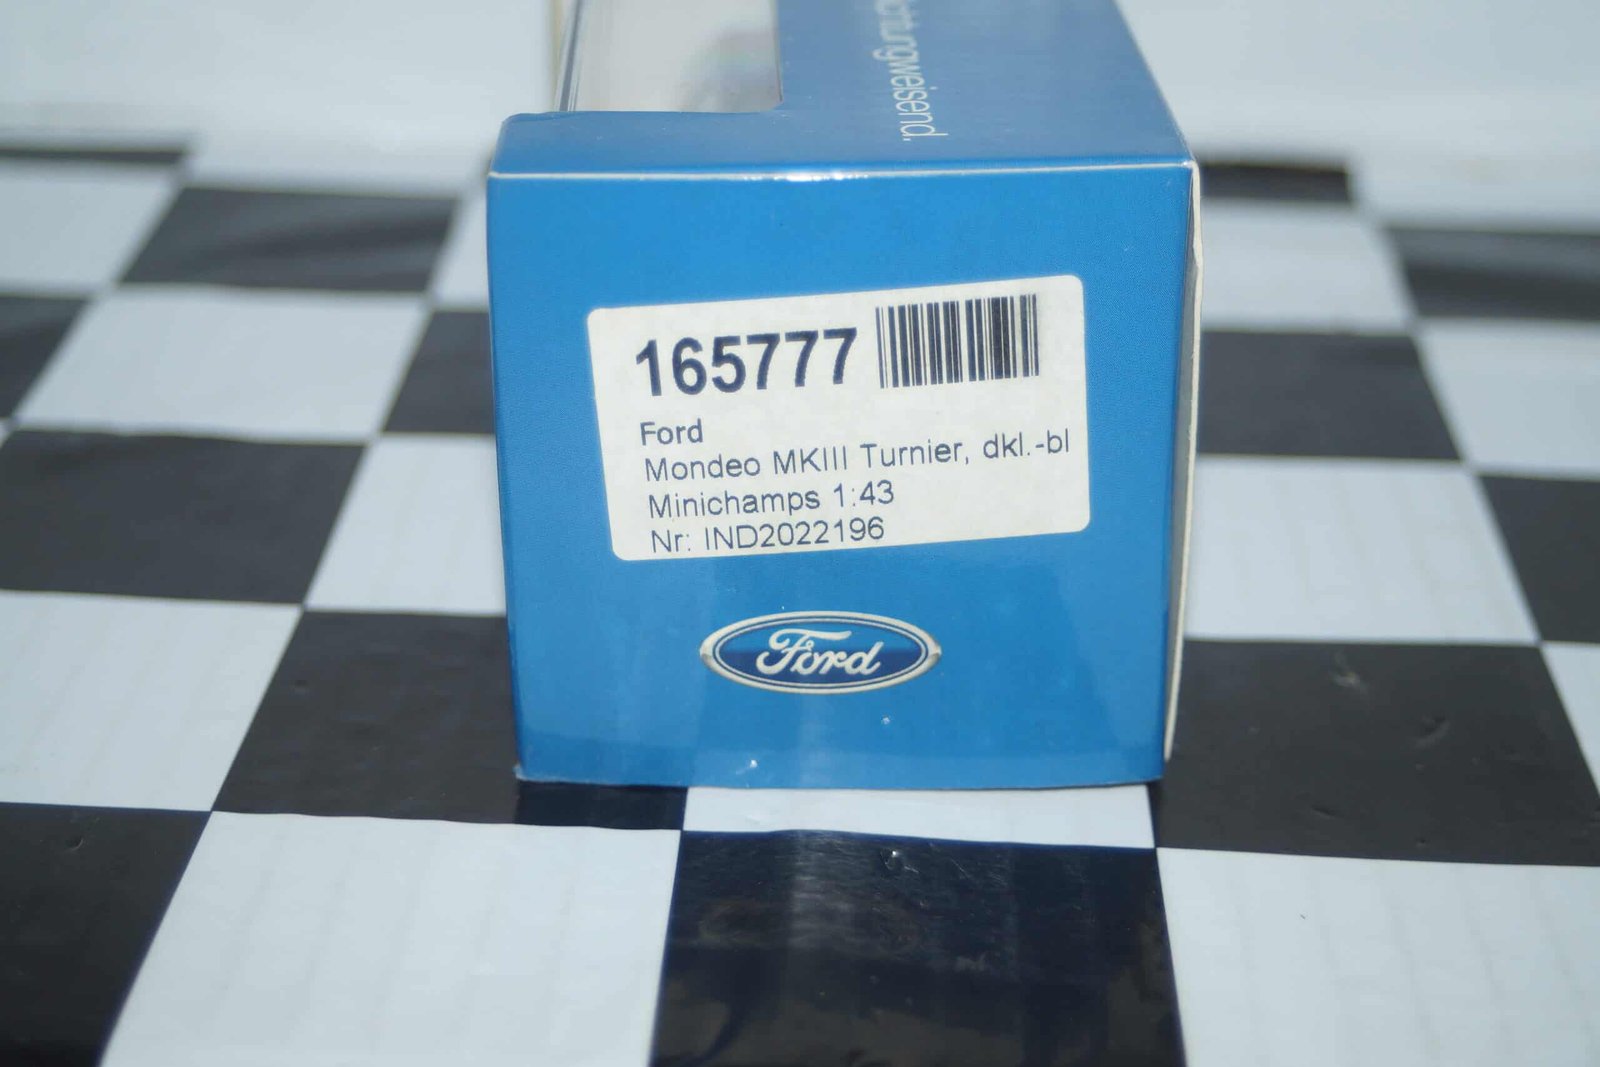 165777
Ford
Mondeo MKIII Turnier, dkl.-bl
Minichamps 1:43
Nr: IND2022196
Ford